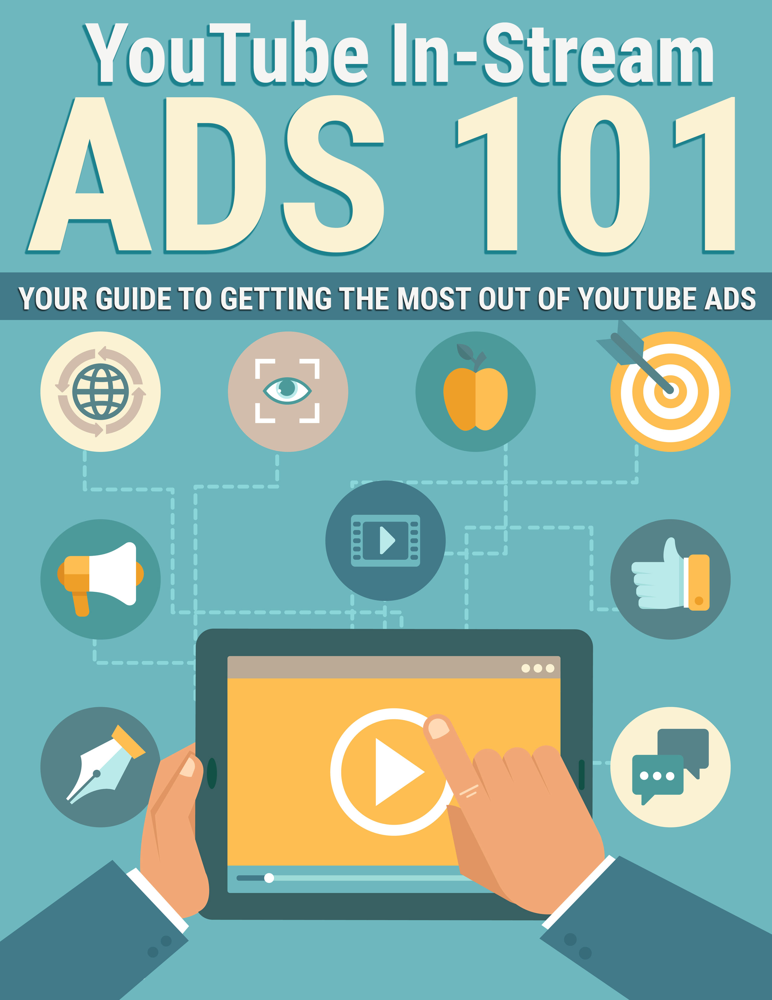 YouTube In-Stream
ADS 101
YOUR GUIDE TO GETTING THE MOST OUT OF YOUTUBE ADS